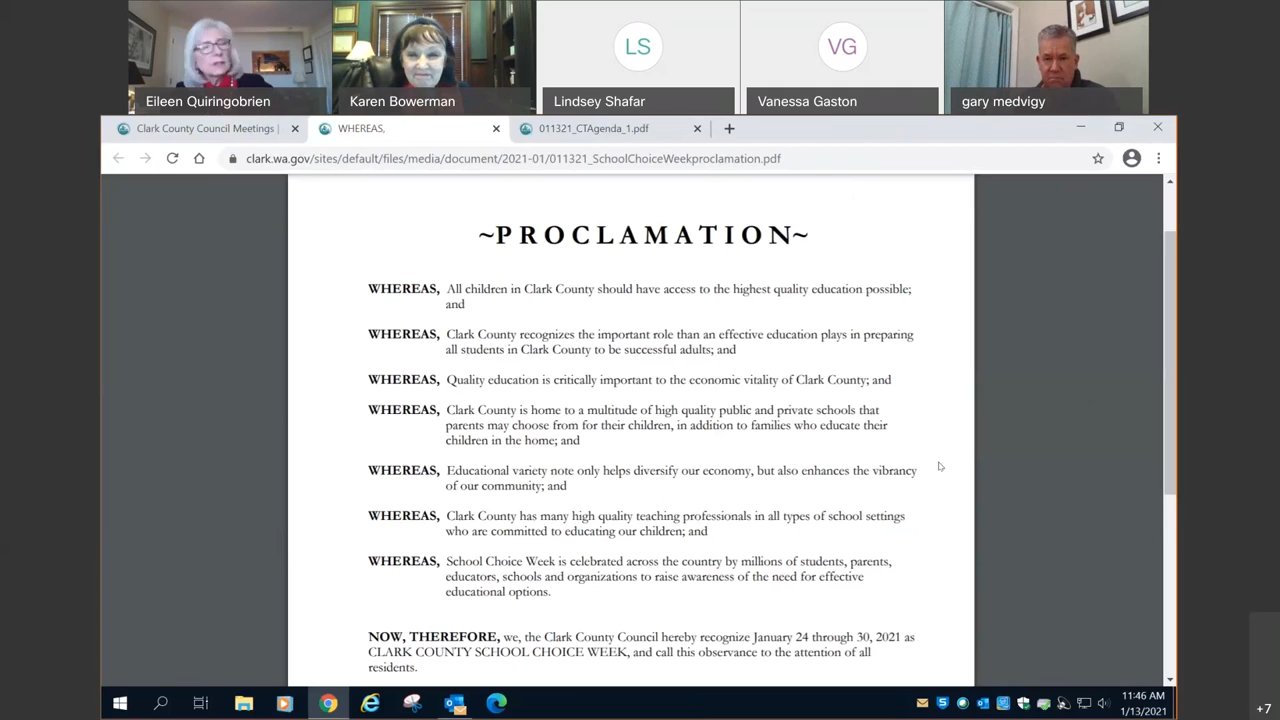 LS
VG
Eileen Quiringobrien
Karen Bowerman
Lindsey Shafar
Vanessa Gaston
gary medvigy
Clark County Council Meetings |
WHEREAS,
011321_CTAgenda_1.pdf
clark.wa.gov/sites/default/files/media/document/2021-01/011321_SchoolChoiceWeekproclamation.pdf
~PROCLAMATION~
WHEREAS, All children in Clark County should have access to the highest quality education possible;
and
WHEREAS, Clark County recognizes the important role than an effective education plays in preparing
all students in Clark County to be successful adults; and
WHEREAS, Quality education is critically important to the economic vitality of Clark County; and
WHEREAS, Clark County is home to a multitude of high quality public and private schools that
parents may choose from for their children, in addition to families who educate their
children in the home; and
WHEREAS, Educational variety note only helps diversify our economy, but also enhances the vibrancy
of our community; and
WHEREAS, Clark County has many high quality teaching professionals in all types of school settings
who are committed to educating our children; and
WHEREAS, School Choice Week is celebrated across the country by millions of students, parents,
educators, schools and organizations to raise awareness of the need for effective
educational options.
NOW, THEREFORE, we, the Clark County Council hereby recognize January 24 through 30, 2021 as
CLARK COUNTY SCHOOL CHOICE WEEK, and call this observance to the attention of all
residents.
11:46 AM
1/13/2021
+7